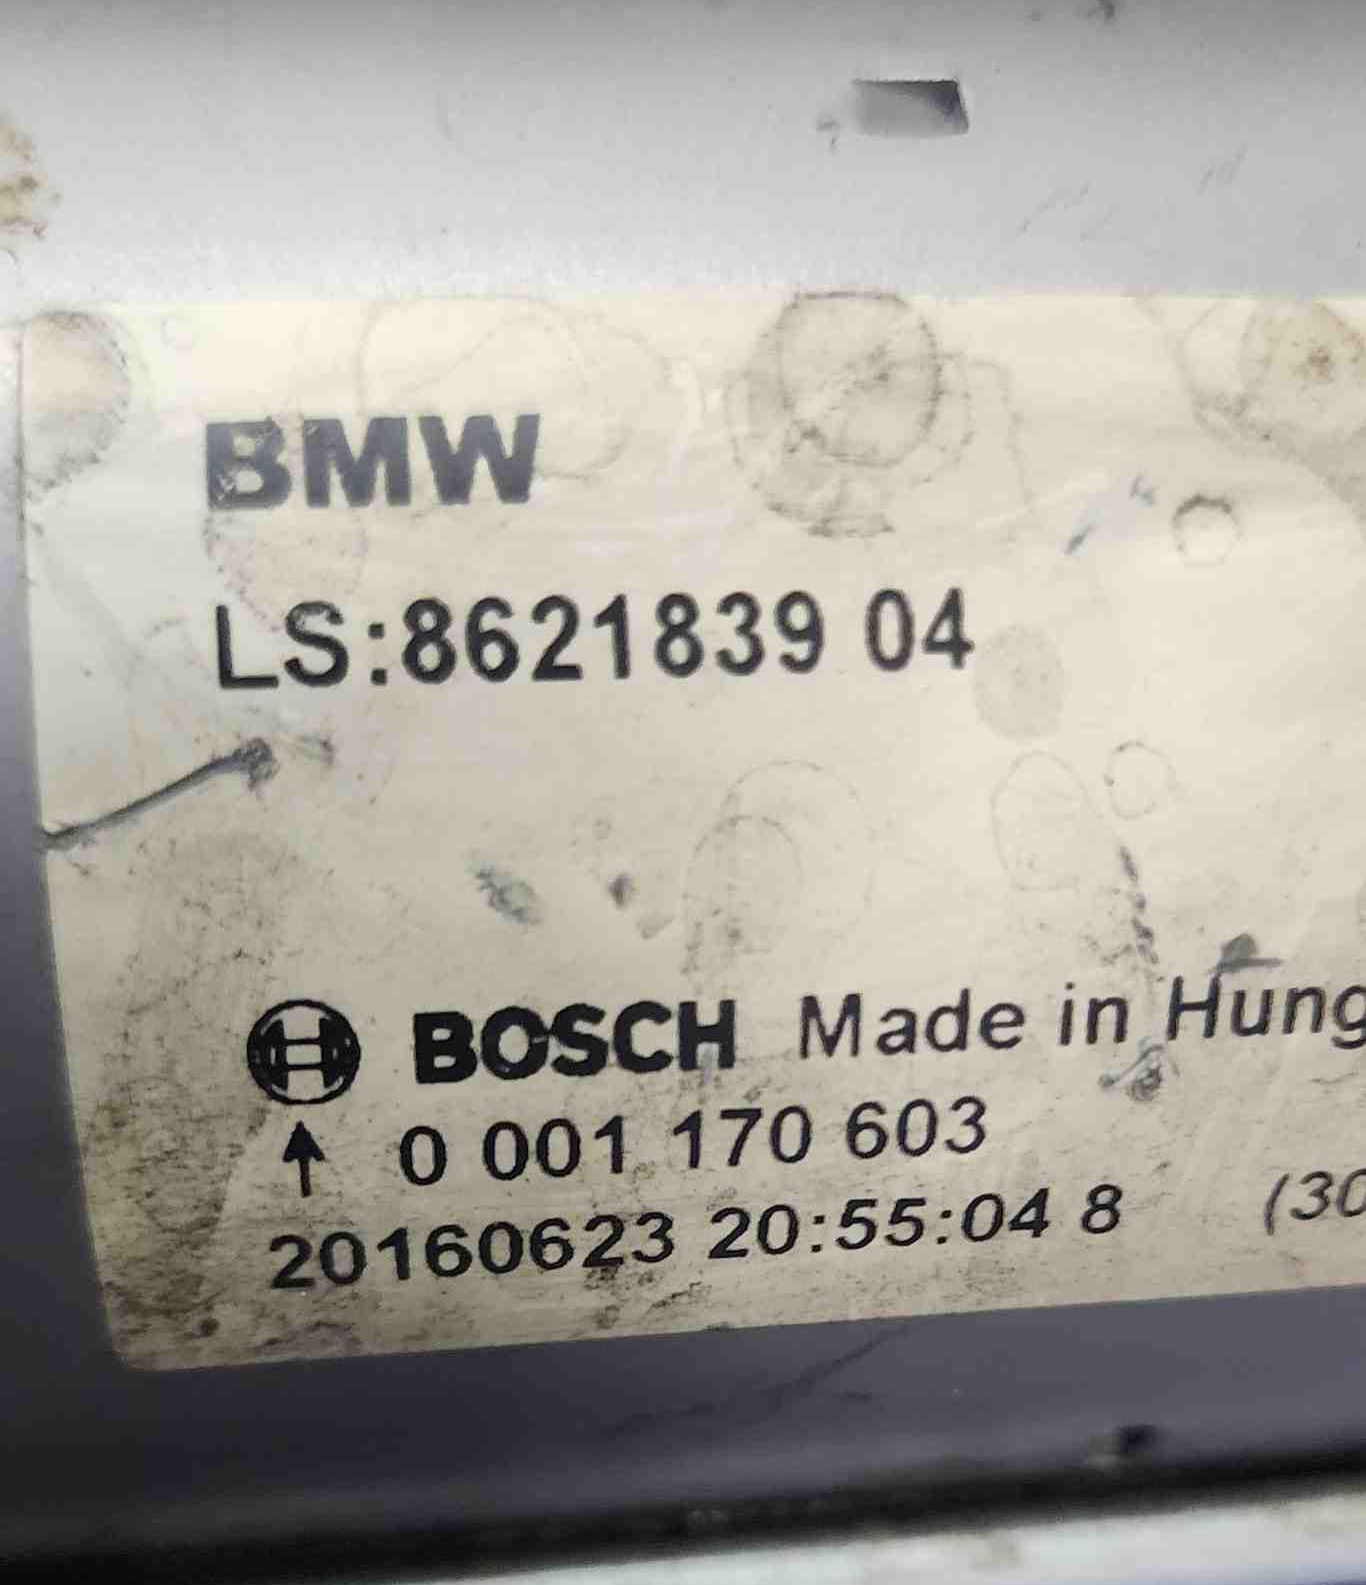 BMW
LS:8621839 04
BOSCH Made in Hung
0 001 170 603
20160623 20:55:04 8 (30